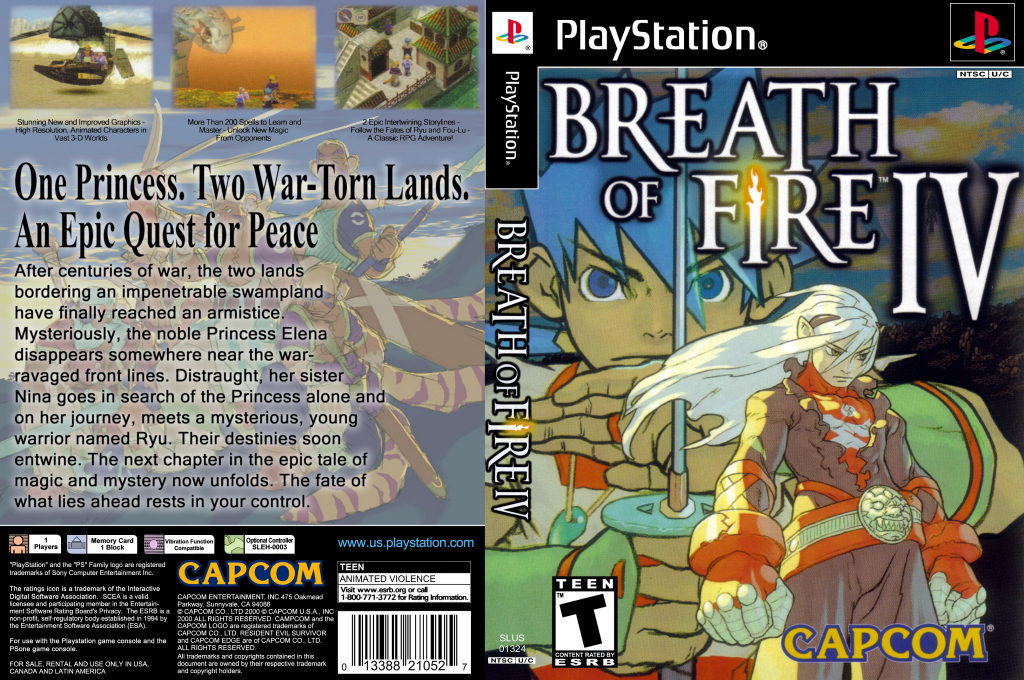 Stunning New and Improved Graphics -
High Resolution, Animated Characters in
Vast 3-D Worlds
More Than 200 Spells to Learn and
Master - Unlock New Magic
From Opponents
2 Epic Intertwining Storylines -
Follow the Fates of Ryu and Fou-Lu -
A Classic RPG Adventure!
One Princess. Two War-Torn Lands.
An Epic Quest for Peace
After centuries of war, the two lands
bordering an impenetrable swampland
have finally reached an armistice.
Mysteriously, the noble Princess Elena
disappears somewhere near the war-
ravaged front lines. Distraught, her sister
Nina goes in search of the Princess alone and
on her journey, meets a mysterious, young
warrior named Ryu. Their destinies soon
entwine. The next chapter in the epic tale of
magic and mystery now unfolds. The fate of
what lies ahead rests in your control.
1
Players
Memory Card
1 Block
Vibration Function
Compatible
Optional Controller
SLEH-0003
www.us.playstation.com
"PlayStation" and the "PS" Family logo are registered
trademarks of Sony Computer Entertainment Inc.
The ratings icon is a trademark of the Interactive
Digital Software Association. SCEA is a valid
licensee and participating member in the Entertain-
ment Software Rating Board's Privacy. The ESRB is a
non-profit, self-regulatory body established in 1994 by
the Entertainment Software Association (ESA).
For use with the Playstation game console and the
PSone game console.
FOR SALE, RENTAL AND USE ONLY IN USA,
CANADA AND LATIN AMERICA
CAPCOM
CAPCOM ENTERTAINMENT, INC 475 Oakmead
Parkway, Sunnyvale, CA 94086
© CAPCOM CO., LTD 2000 © CAPCOM U.S.A., INC
2000 ALL RIGHTS RESERVED. CAMPCOM and the
CAPCOM LOGO are registered trademarks of
CAPCOM CO., LTD. RESIDENT EVIL SURVIVOR
and CAPCOM EDGE are of CAPCOM CO., LTD.
ALL RIGHTS RESERVED.
All trademarks and copyrights contained in this
document are owned by their respective trademark
and copyright holders.
TEEN
ANIMATED VIOLENCE
Visit www.esrb.org or call
1-800-771-3772 for Rating Information.
0 13388 21052 7
PlayStation®
BREATH OF FIRE IV
SLUS
01324
NTSC U/C
PlayStation®
NTSC U/C
BREATH
OF FIRE™ IV
TEEN
T™
CONTENT RATED BY
ESRB
CAPCOM®